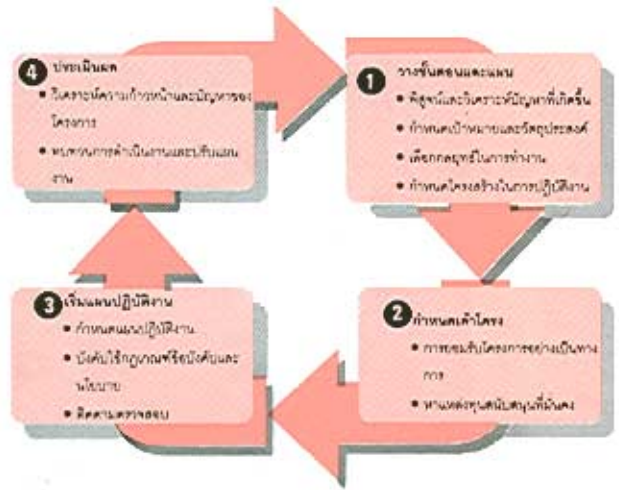 1 วางขั้นตอนและแผน
• พิสูจน์และวิเคราะห์ปัญหาที่เกิดขึ้น
• กำหนดเป้าหมายและวัตถุประสงค์
• เลือกกลยุทธ์ในการทำงาน
• กำหนดโครงสร้างในการปฏิบัติงาน
2 กำหนดเค้าโครง
• การยอมรับโครงการอย่างเป็นทาง
การ
• หาแหล่งทุนสนับสนุนที่มั่นคง
3 เริ่มแผนปฏิบัติงาน
• กำหนดแผนปฏิบัติงาน
• บังคับใช้กฎเกณฑ์ข้อบังคับและ
นโยบาย
• ติดตามตรวจสอบ
4 ประเมินผล
• วิเคราะห์ความก้าวหน้าและปัญหาของ
โครงการ
• ทบทวนการดำเนินงานและปรับแผน
งาน